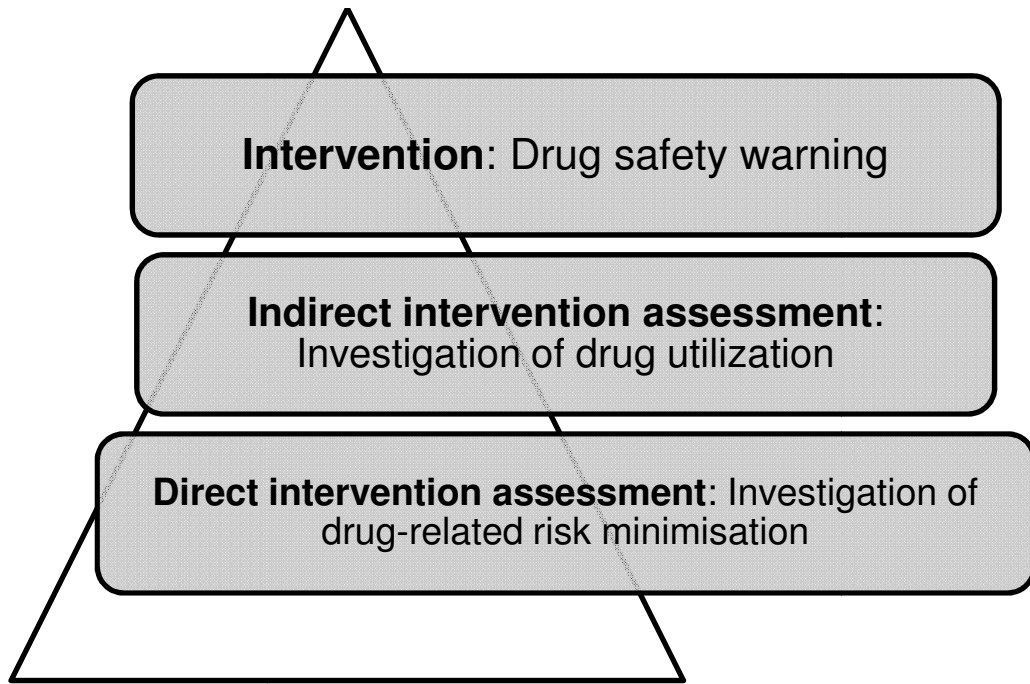 Intervention: Drug safety warning
Indirect intervention assessment:
Investigation of drug utilization
Direct intervention assessment: Investigation of
drug-related risk minimisation